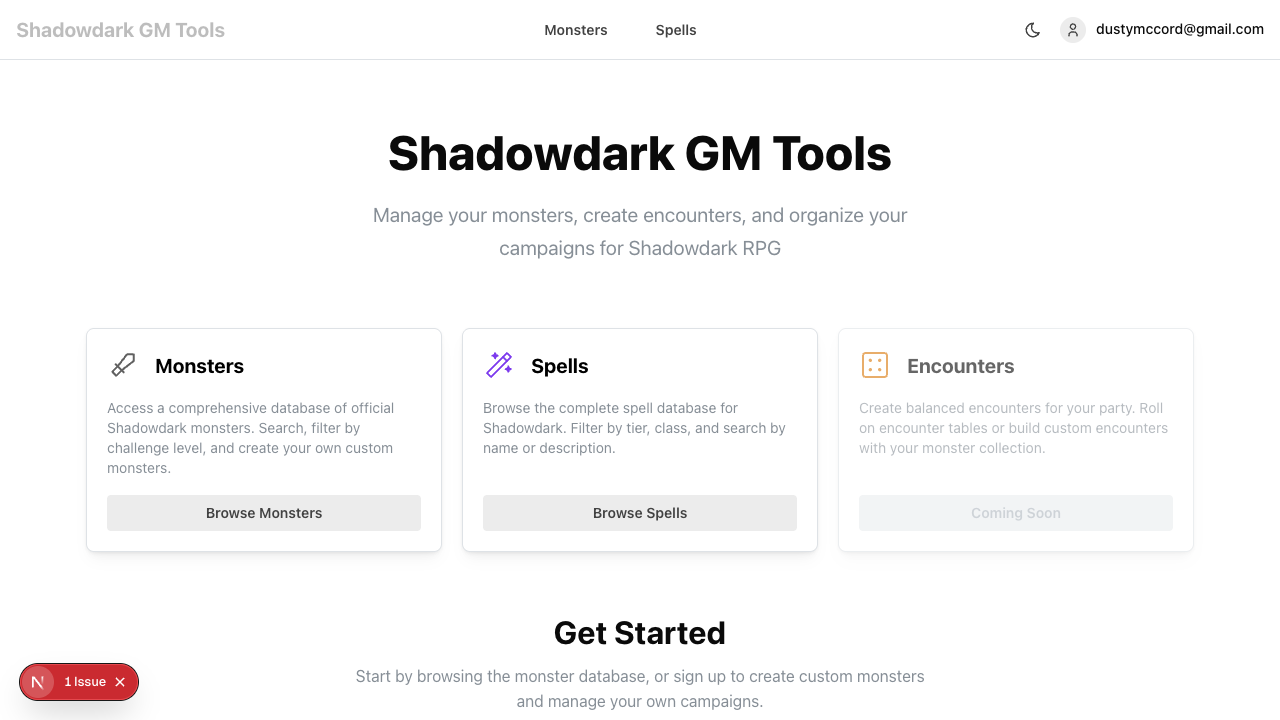 Shadowdark GM Tools
Monsters
Spells
dustymccord@gmail.com
Shadowdark GM Tools
Manage your monsters, create encounters, and organize your
campaigns for Shadowdark RPG
Monsters
Access a comprehensive database of official
Shadowdark monsters. Search, filter by
challenge level, and create your own custom
monsters.
Browse Monsters
Spells
Browse the complete spell database for
Shadowdark. Filter by tier, class, and search by
name or description.
Browse Spells
Encounters
Create balanced encounters for your party. Roll
on encounter tables or build custom encounters
with your monster collection.
Coming Soon
Get Started
Start by browsing the monster database, or sign up to create custom monsters
and manage your own campaigns.
N
1 Issue